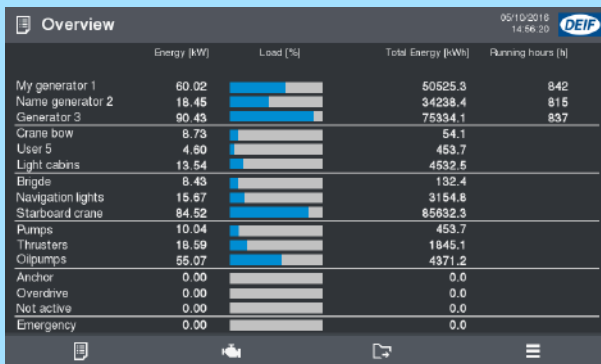 Overview
05/10/2016
14:56:20
DEIF
Energy [kW] Load [%] Total Energy [kWh] Running hours [h]
My generator 1 60.02 50525.3 842
Name generator 2 18.45 34238.4 815
Generator 3 90.43 75334.1 837
Crane bow 8.73 54.1
User 5 4.60 453.7
Light cabins 13.54 4532.5
Brigde 8.43 132.4
Navigation lights 15.67 3154.8
Starboard crane 84.52 85632.3
Pumps 10.04 453.7
Thrusters 18.59 1845.1
Oilpumps 55.07 4371.2
Anchor 0.00 0.0
Overdrive 0.00 0.0
Not active 0.00 0.0
Emergency 0.00 0.0